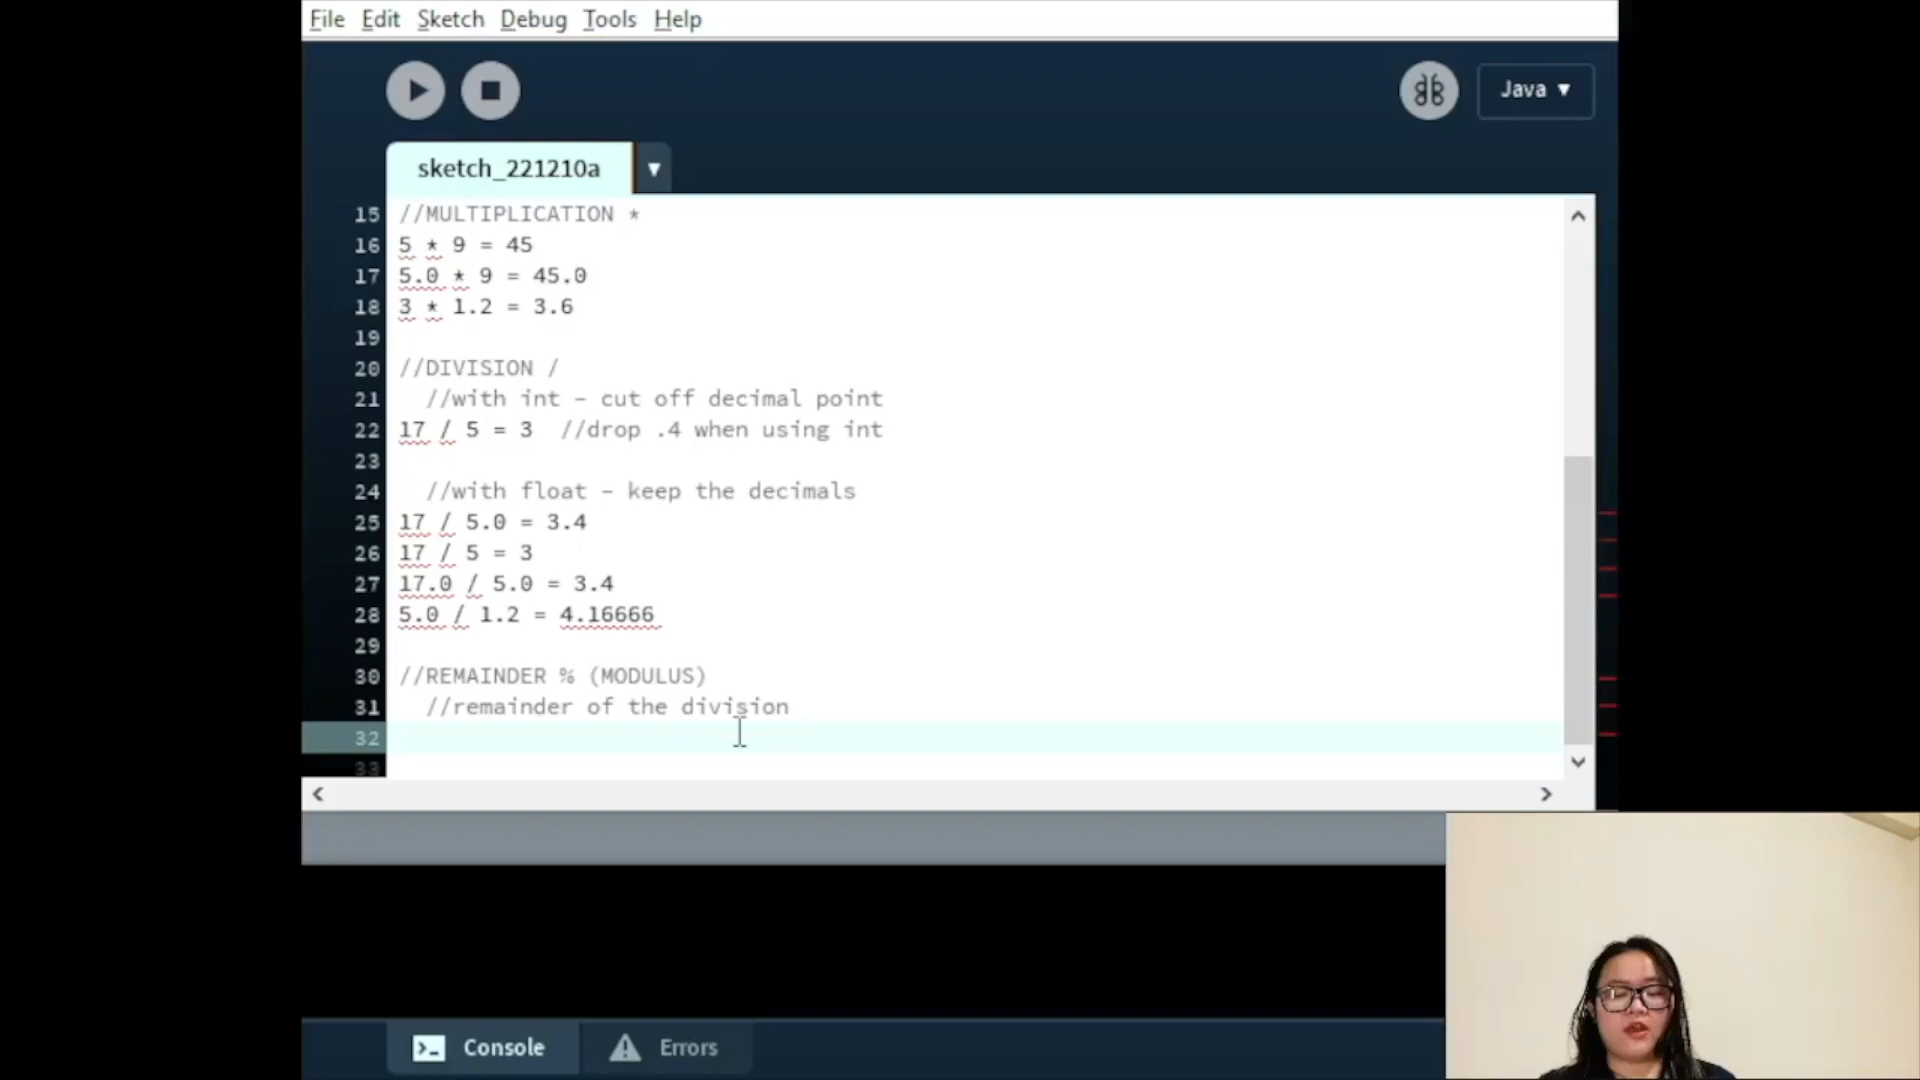 File Edit Sketch Debug Tools Help
Java ▼
sketch_221210a ▼
15 //MULTIPLICATION *
16 5 * 9 = 45
17 5.0 * 9 = 45.0
18 3 * 1.2 = 3.6
19
20 //DIVISION /
21 //with int - cut off decimal point
22 17 / 5 = 3 //drop .4 when using int
23
24 //with float - keep the decimals
25 17 / 5.0 = 3.4
26 17 / 5 = 3
27 17.0 / 5.0 = 3.4
28 5.0 / 1.2 = 4.16666
29
30 //REMAINDER % (MODULUS)
31 //remainder of the division
32
33
Console Errors